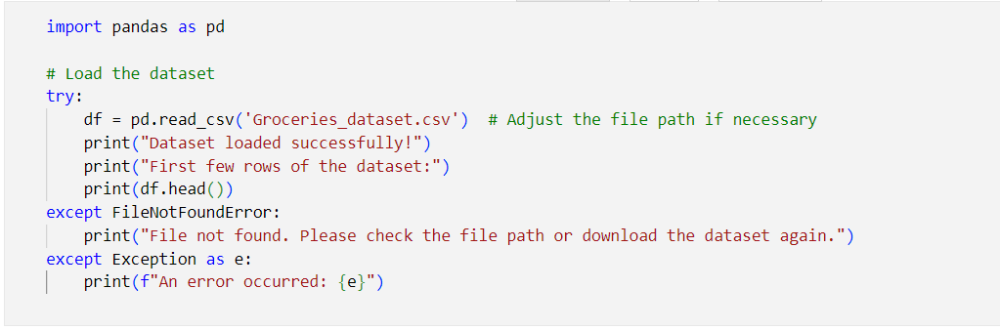 import pandas as pd
# Load the dataset
try:
    df = pd.read_csv('Groceries_dataset.csv')  # Adjust the file path if necessary
    print("Dataset loaded successfully!")
    print("First few rows of the dataset:")
    print(df.head())
except FileNotFoundError:
    print("File not found. Please check the file path or download the dataset again.")
except Exception as e:
    print(f"An error occurred: {e}")